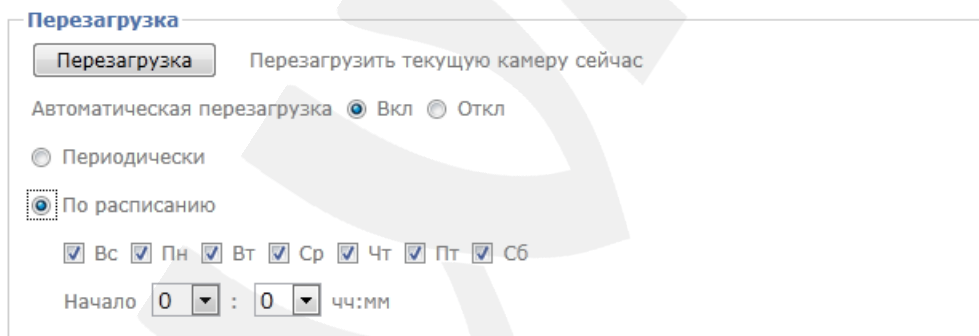 Перезагрузка
Перезагрузка Перезагрузить текущую камеру сейчас
Автоматическая перезагрузка Вкл Откл
Периодически
По расписанию
Вс Пн Вт Ср Чт Пт Сб
Начало 0 : 0 чч:мм